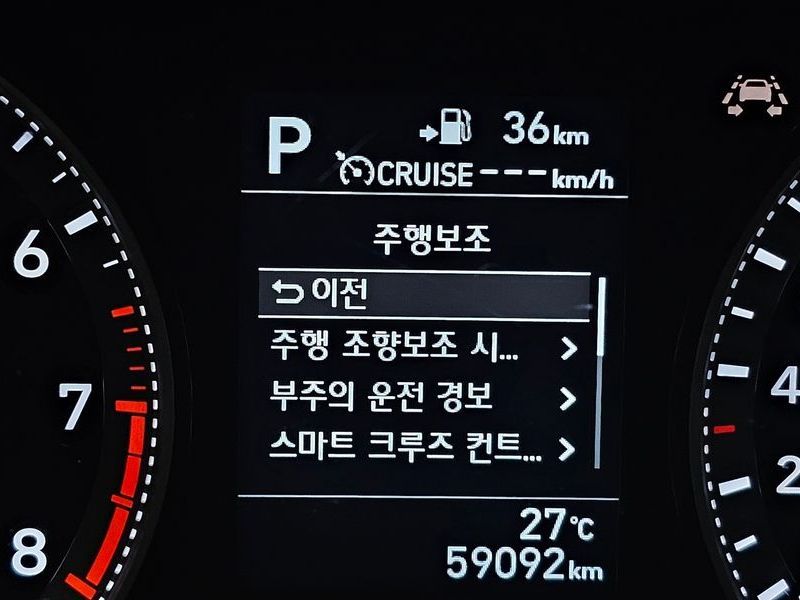 P
36km
CRUISE---km/h
주행보조
이전
주행 조향보조 시...
부주의 운전 경보
스마트 크루즈 컨트...
27℃
59092km
6
7
8
4
2